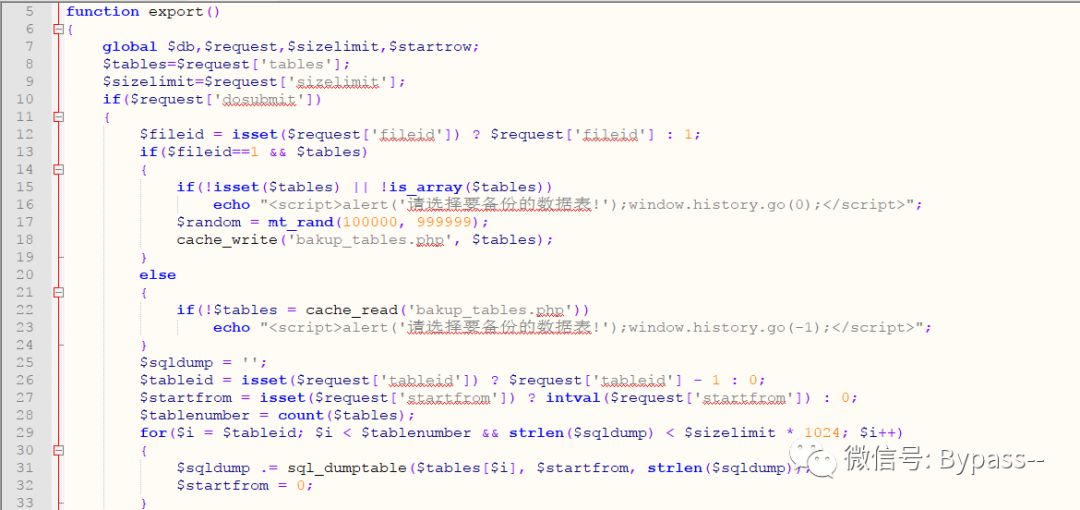 5 function export()
6 {
7 global $db,$request,$sizelimit,$startrow;
8 $tables=$request['tables'];
9 $sizelimit=$request['sizelimit'];
10 if($request['dosubmit'])
11 {
12 $fileid = isset($request['fileid']) ? $request['fileid'] : 1;
13 if($fileid==1 && $tables)
14 {
15 if(!isset($tables) || !is_array($tables))
16 echo "<script>alert('请选择要备份的数据表!');window.history.go(0);</script>";
17 $random = mt_rand(100000, 999999);
18 cache_write('bakup_tables.php', $tables);
19 }
20 else
21 {
22 if(!$tables = cache_read('bakup_tables.php'))
23 echo "<script>alert('请选择要备份的数据表!');window.history.go(-1);</script>";
24 }
25 $sqldump = '';
26 $tableid = isset($request['tableid']) ? $request['tableid'] - 1 : 0;
27 $startfrom = isset($request['startfrom']) ? intval($request['startfrom']) : 0;
28 $tablenumber = count($tables);
29 for($i = $tableid; $i < $tablenumber && strlen($sqldump) < $sizelimit * 1024; $i++)
30 {
31 $sqldump .= sql_dumptable($tables[$i], $startfrom, strlen($sqldump));
微信号: Bypass--
32 $startfrom = 0;
33 }